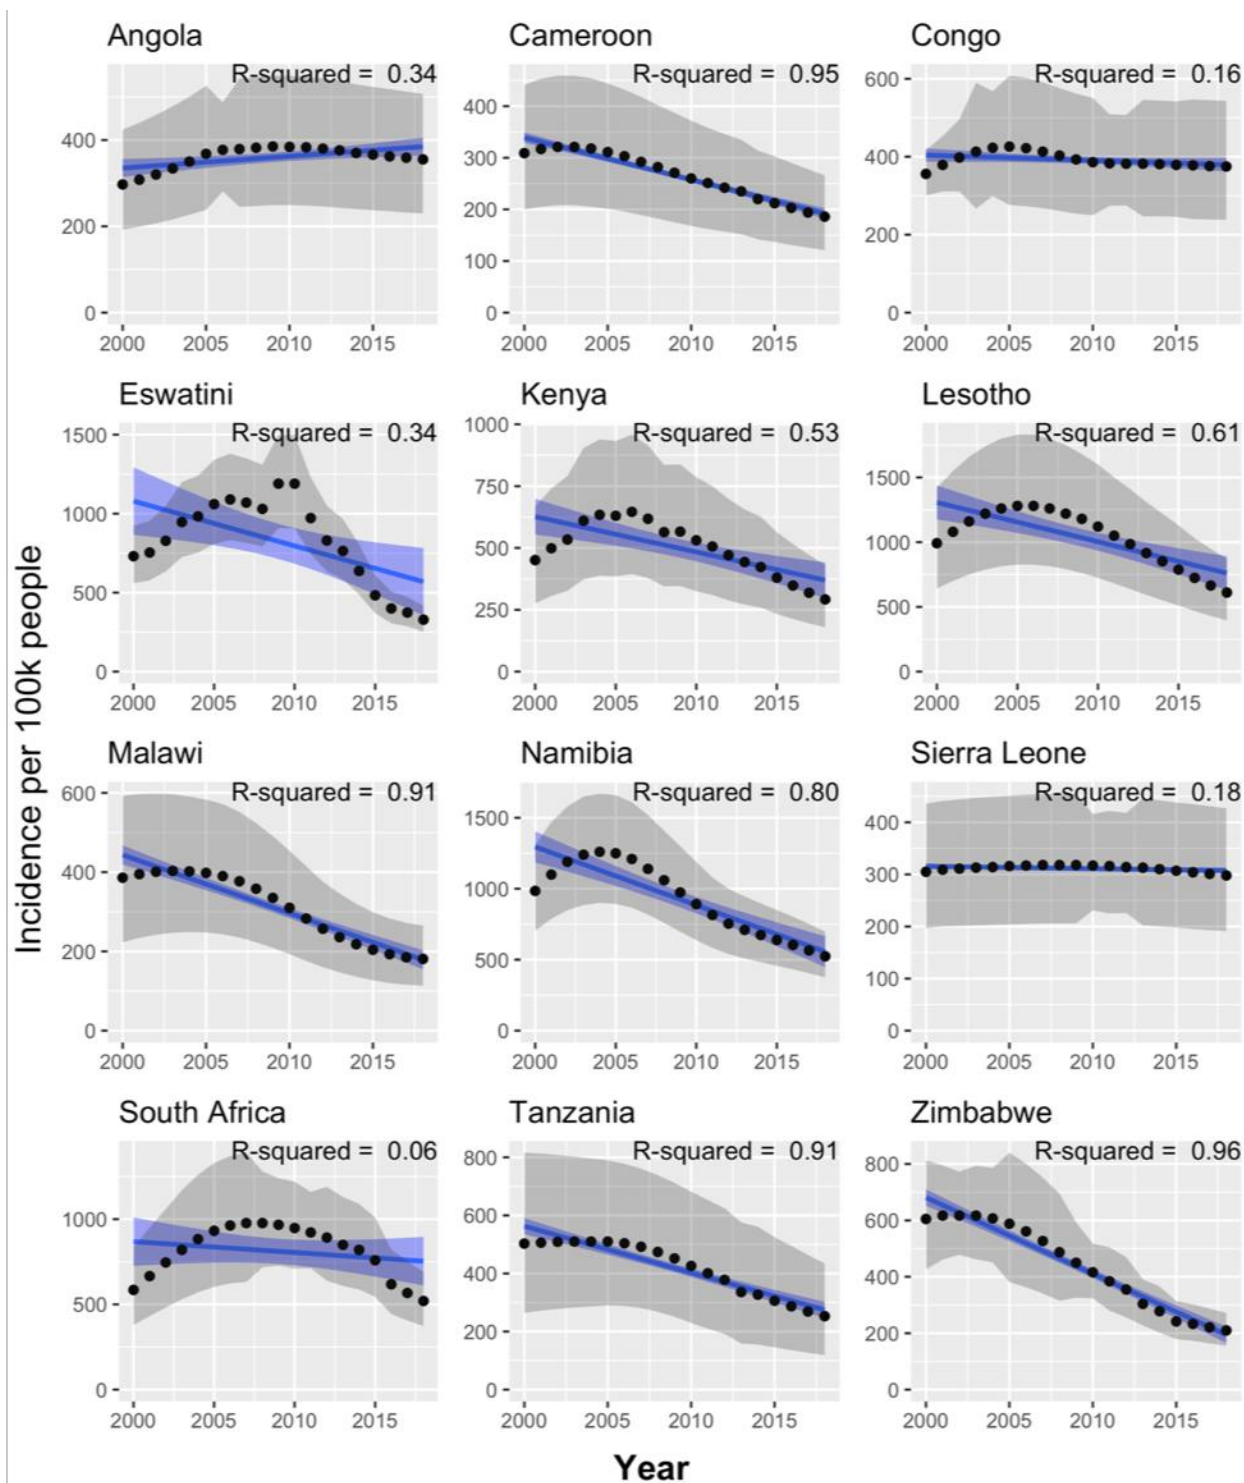 Angola
R-squared = 0.34
400
200
0
2000 2005 2010 2015
Cameroon
R-squared = 0.95
400
300
200
100
0
2000 2005 2010 2015
Congo
R-squared = 0.16
600
400
200
0
2000 2005 2010 2015
Eswatini
R-squared = 0.34
1500
1000
500
0
2000 2005 2010 2015
Kenya
R-squared = 0.53
1000
750
500
250
0
2000 2005 2010 2015
Lesotho
R-squared = 0.61
1500
1000
500
0
2000 2005 2010 2015
Incidence per 100k people
Malawi
R-squared = 0.91
600
400
200
0
2000 2005 2010 2015
Namibia
R-squared = 0.80
1500
1000
500
0
2000 2005 2010 2015
Sierra Leone
R-squared = 0.18
400
300
200
100
0
2000 2005 2010 2015
South Africa
R-squared = 0.06
1000
500
0
2000 2005 2010 2015
Tanzania
R-squared = 0.91
800
600
400
200
0
2000 2005 2010 2015
Zimbabwe
R-squared = 0.96
800
600
400
200
0
2000 2005 2010 2015
Year